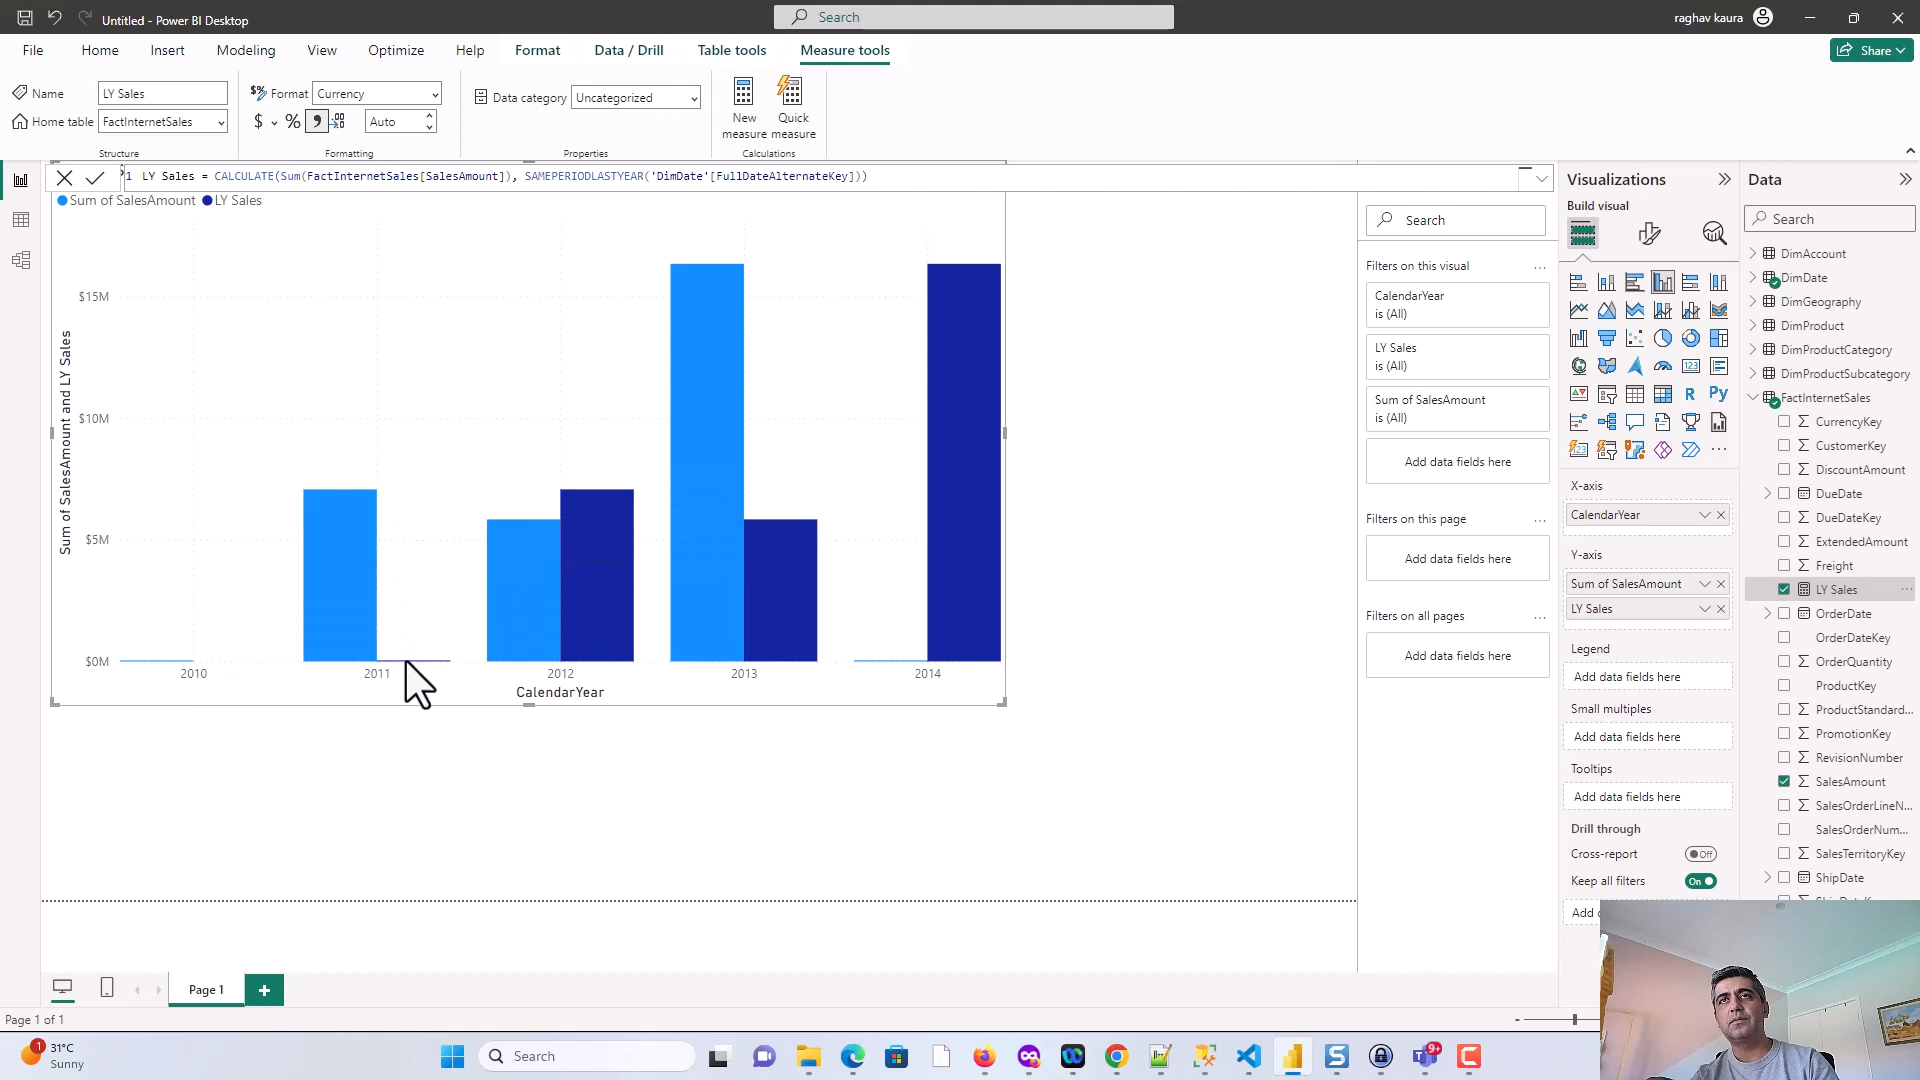 Untitled - Power BI Desktop
Search
raghav kaura
File
Home
Insert
Modeling
View
Optimize
Help
Format
Data / Drill
Table tools
Measure tools
Share
Name
LY Sales
Home table
FactInternetSales
Structure
Format
Currency
$
%
Auto
Formatting
Data category
Uncategorized
Properties
New measure
Quick measure
Calculations
1 LY Sales = CALCULATE(Sum(FactInternetSales[SalesAmount]), SAMEPERIODLASTYEAR('DimDate'[FullDateAlternateKey]))
Sum of SalesAmount
LY Sales
Sum of SalesAmount and LY Sales
$15M
$10M
$5M
$0M
2010
2011
2012
2013
2014
CalendarYear
Search
Filters on this visual
CalendarYear
is (All)
LY Sales
is (All)
Sum of SalesAmount
is (All)
Add data fields here
Filters on this page
Add data fields here
Filters on all pages
Add data fields here
Visualizations
Build visual
123
R
Py
X-axis
CalendarYear
Y-axis
Sum of SalesAmount
LY Sales
Legend
Add data fields here
Small multiples
Add data fields here
Tooltips
Add data fields here
Drill through
Cross-report
Off
Keep all filters
On
Data
Search
DimAccount
DimDate
DimGeography
DimProduct
DimProductCategory
DimProductSubcategory
FactInternetSales
CurrencyKey
CustomerKey
DiscountAmount
DueDate
DueDateKey
ExtendedAmount
Freight
LY Sales
OrderDate
OrderDateKey
OrderQuantity
ProductKey
ProductStandard...
PromotionKey
RevisionNumber
SalesAmount
SalesOrderLineN...
SalesOrderNum...
SalesTerritoryKey
ShipDate
Page 1
Page 1 of 1
1
31°C
Sunny
Search
9+